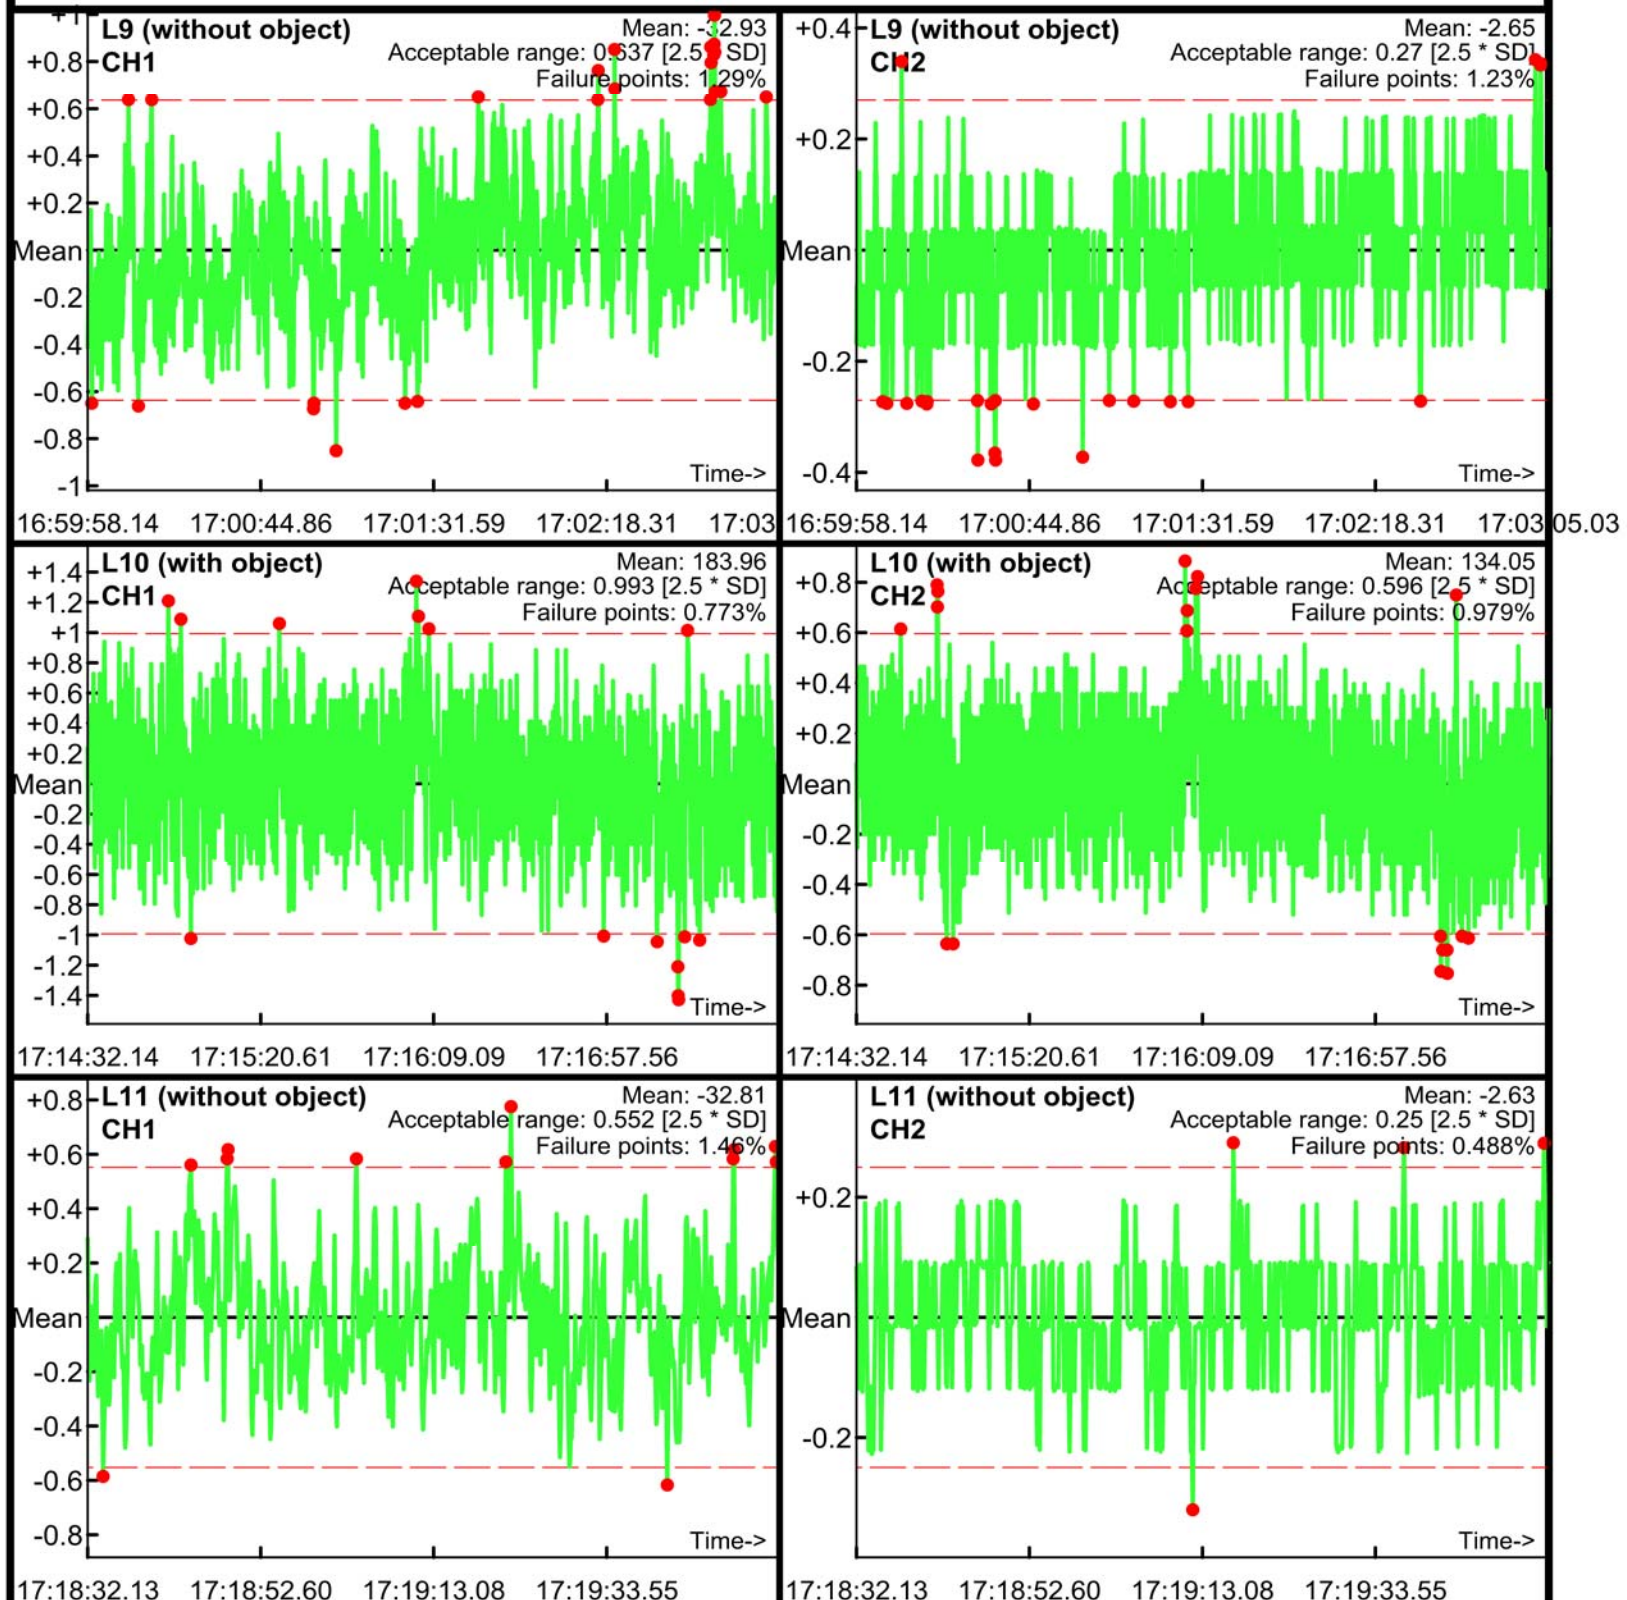 L9 (without object)
CH1
Mean: -32.93
Acceptable range: 0.637 [2.5 * SD]
Failure points: 1.29%
+1
+0.8
+0.6
+0.4
+0.2
Mean
-0.2
-0.4
-0.6
-0.8
-1
Time->
16:59:58.14 17:00:44.86 17:01:31.59 17:02:18.31 17:03
L9 (without object)
CH2
Mean: -2.65
Acceptable range: 0.27 [2.5 * SD]
Failure points: 1.23%
+0.4
+0.2
Mean
-0.2
-0.4
Time->
16:59:58.14 17:00:44.86 17:01:31.59 17:02:18.31 17:03:05.03
L10 (with object)
CH1
Mean: 183.96
Acceptable range: 0.993 [2.5 * SD]
Failure points: 0.773%
+1.4
+1.2
+1
+0.8
+0.6
+0.4
+0.2
Mean
-0.2
-0.4
-0.6
-0.8
-1
-1.2
-1.4
Time->
17:14:32.14 17:15:20.61 17:16:09.09 17:16:57.56
L10 (with object)
CH2
Mean: 134.05
Acceptable range: 0.596 [2.5 * SD]
Failure points: 0.979%
+0.8
+0.6
+0.4
+0.2
Mean
-0.2
-0.4
-0.6
-0.8
Time->
17:14:32.14 17:15:20.61 17:16:09.09 17:16:57.56
L11 (without object)
CH1
Mean: -32.81
Acceptable range: 0.552 [2.5 * SD]
Failure points: 1.46%
+0.8
+0.6
+0.4
+0.2
Mean
-0.2
-0.4
-0.6
-0.8
Time->
17:18:32.13 17:18:52.60 17:19:13.08 17:19:33.55
L11 (without object)
CH2
Mean: -2.63
Acceptable range: 0.25 [2.5 * SD]
Failure points: 0.488%
+0.2
Mean
-0.2
Time->
17:18:32.13 17:18:52.60 17:19:13.08 17:19:33.55